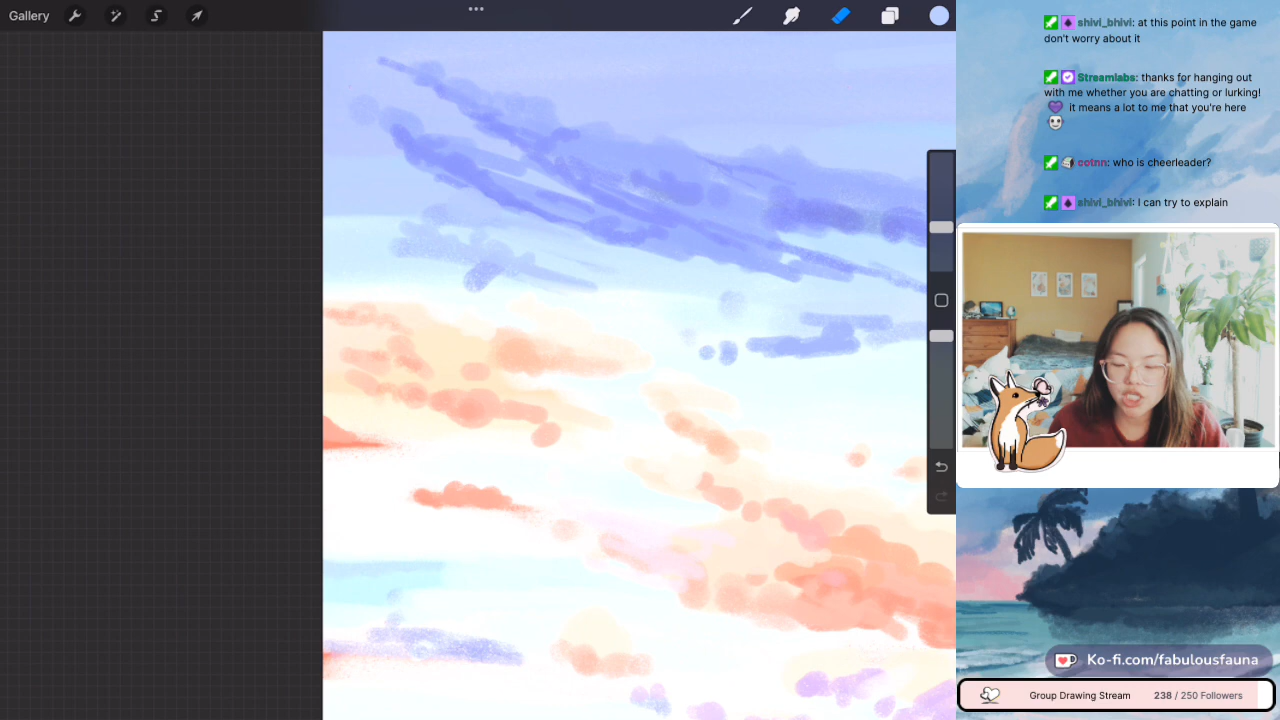 Gallery
shivi_bhivi: at this point in the game
don't worry about it
Streamlabs: thanks for hanging out
with me whether you are chatting or lurking!
it means a lot to me that you're here
cotnn: who is cheerleader?
shivi_bhivi: I can try to explain
Ko-fi.com/fabulousfauna
Group Drawing Stream 238 / 250 Followers